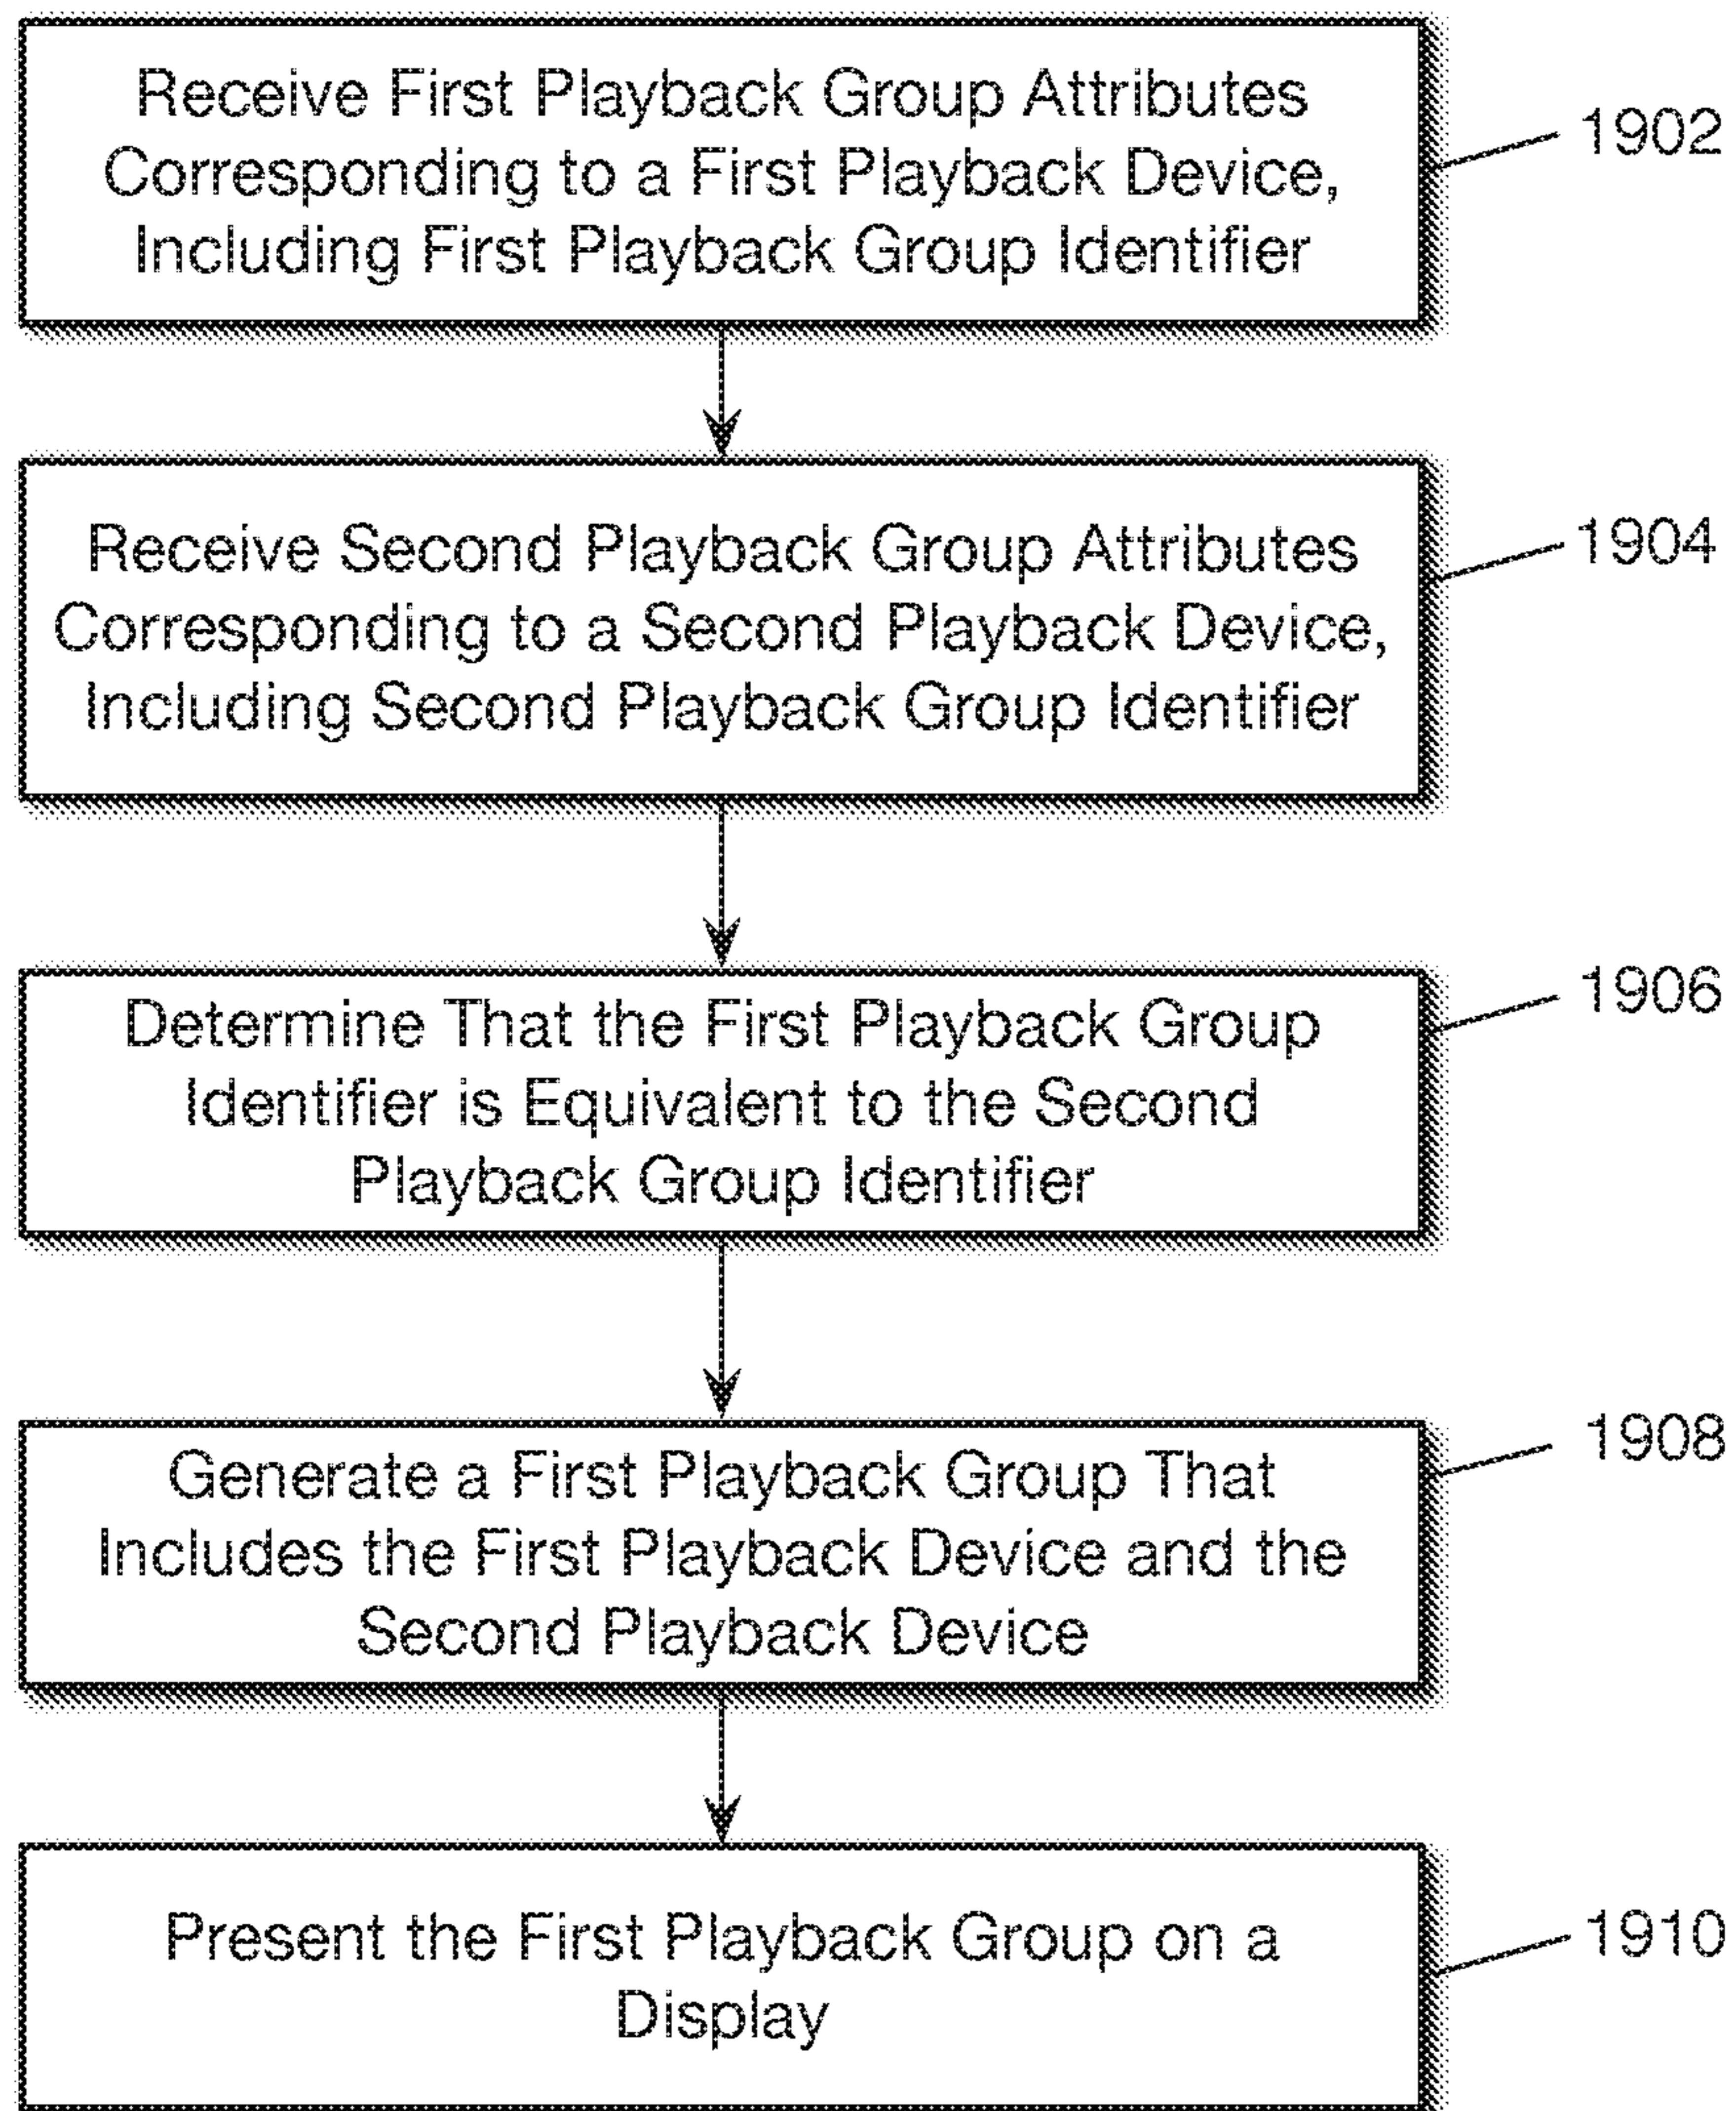 Receive First Playback Group Attributes
Corresponding to a First Playback Device,
Including First Playback Group Identifier
1902
Receive Second Playback Group Attributes
Corresponding to a Second Playback Device,
Including Second Playback Group Identifier
1904
Determine That the First Playback Group
Identifier is Equivalent to the Second
Playback Group Identifier
1906
Generate a First Playback Group That
Includes the First Playback Device and the
Second Playback Device
1908
Present the First Playback Group on a
Display
1910